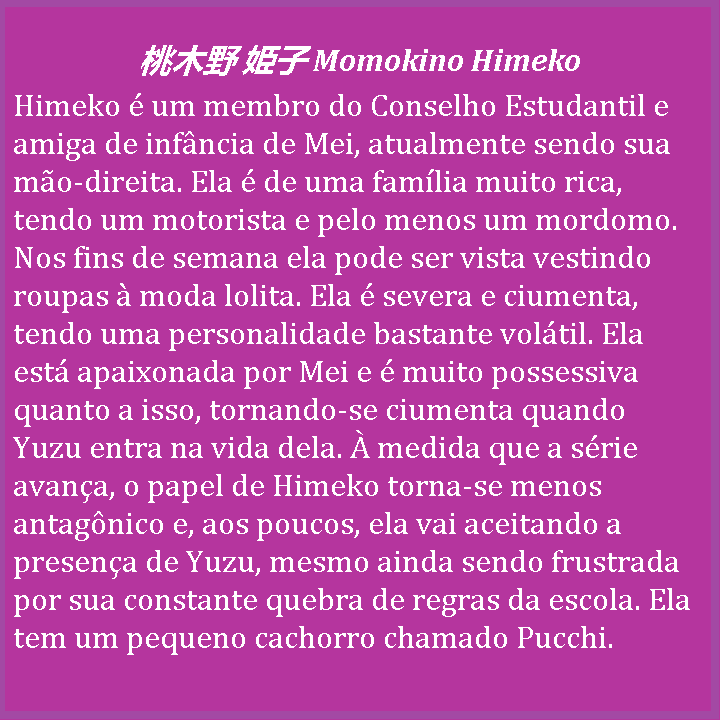 桃木野 姫子 Momokino Himeko
Himeko é um membro do Conselho Estudantil e
amiga de infância de Mei, atualmente sendo sua
mão-direita. Ela é de uma família muito rica,
tendo um motorista e pelo menos um mordomo.
Nos fins de semana ela pode ser vista vestindo
roupas à moda lolita. Ela é severa e ciumenta,
tendo uma personalidade bastante volátil. Ela
está apaixonada por Mei e é muito possessiva
quanto a isso, tornando-se ciumenta quando
Yuzu entra na vida dela. À medida que a série
avança, o papel de Himeko torna-se menos
antagônico e, aos poucos, ela vai aceitando a
presença de Yuzu, mesmo ainda sendo frustrada
por sua constante quebra de regras da escola. Ela
tem um pequeno cachorro chamado Pucchi.